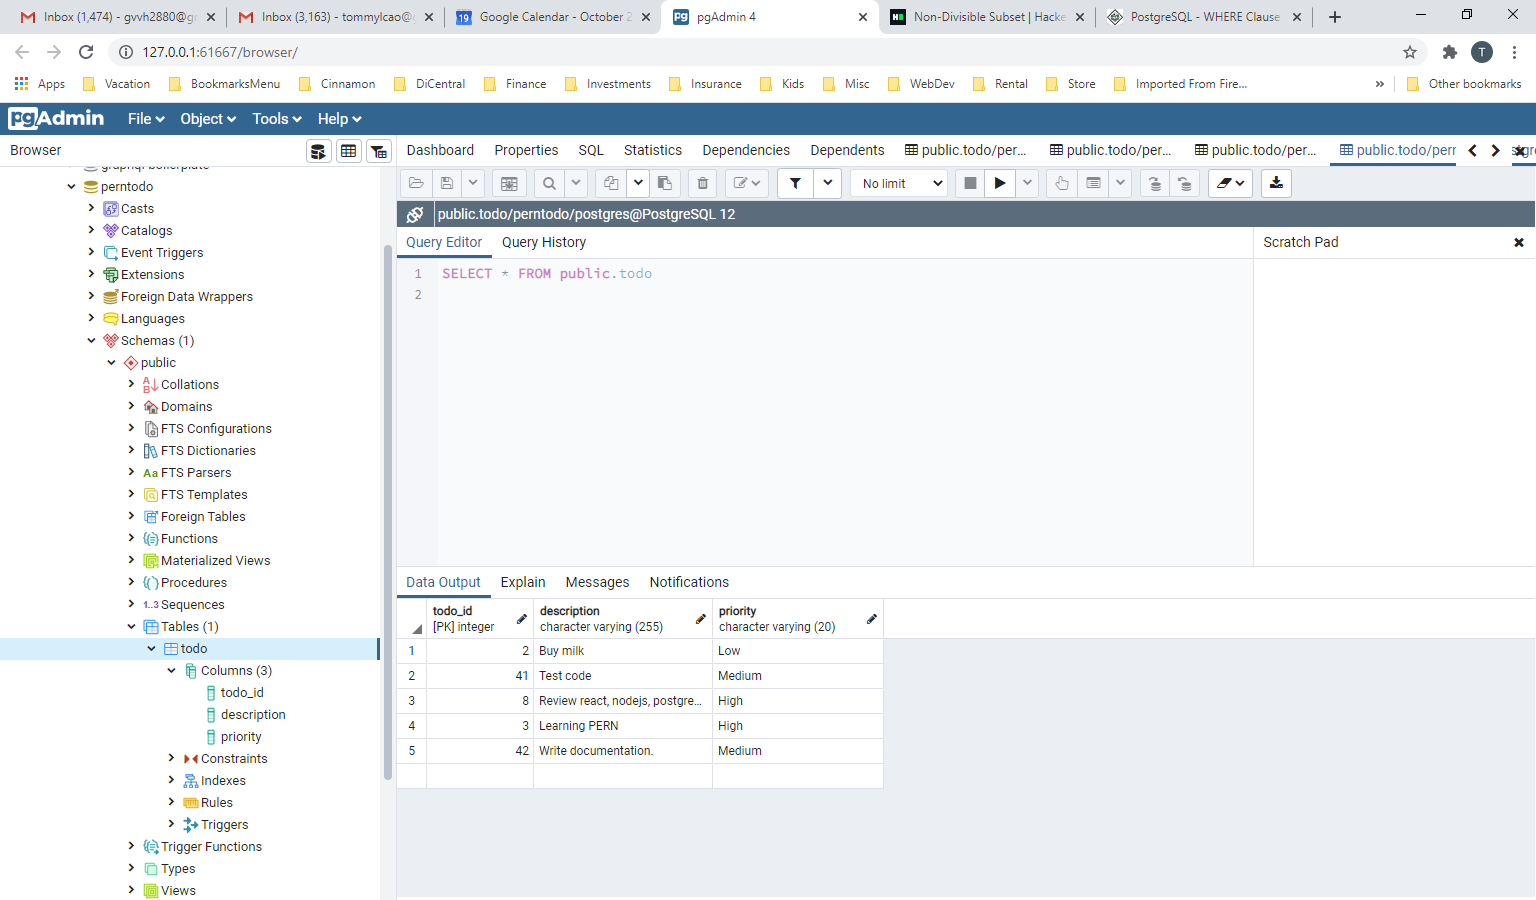 Inbox (1,474) - gvvh2880@gr
Inbox (3,163) - tommylcao@g
Google Calendar - October 2
pgAdmin 4
Non-Divisible Subset | Hacke
PostgreSQL - WHERE Clause
127.0.0.1:61667/browser/
T
Apps
Vacation
BookmarksMenu
Cinnamon
DiCentral
Finance
Investments
Insurance
Kids
Misc
WebDev
Rental
Store
Imported From Fire...
»
Other bookmarks
pgAdmin
File
Object
Tools
Help
Browser
Dashboard
Properties
SQL
Statistics
Dependencies
Dependents
public.todo/per...
public.todo/per...
public.todo/per...
public.todo/pern
No limit
public.todo/perntodo/postgres@PostgreSQL 12
Query Editor
Query History
Scratch Pad
1 SELECT * FROM public.todo
2
perntodo
Casts
Catalogs
Event Triggers
Extensions
Foreign Data Wrappers
Languages
Schemas (1)
public
Collations
Domains
FTS Configurations
FTS Dictionaries
Aa FTS Parsers
FTS Templates
Foreign Tables
Functions
Materialized Views
Procedures
1..3 Sequences
Tables (1)
todo
Columns (3)
todo_id
description
priority
Constraints
Indexes
Rules
Triggers
Trigger Functions
Types
Views
Data Output
Explain
Messages
Notifications
todo_id description priority
[PK] integer character varying (255) character varying (20)
1 2 Buy milk Low
2 41 Test code Medium
3 8 Review react, nodejs, postgre... High
4 3 Learning PERN High
5 42 Write documentation. Medium